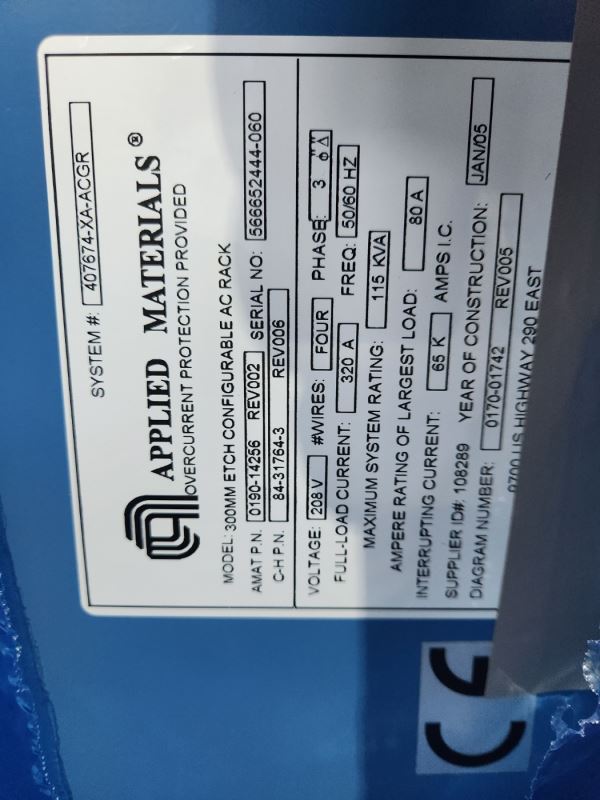 SYSTEM #: 407674-XA-ACGR
APPLIED MATERIALS®
OVERCURRENT PROTECTION PROVIDED
MODEL: 300MM ETCH CONFIGURABLE AC RACK
AMAT P.N. 0190-14256 REV002 SERIAL NO: 566652444-060
C-H P.N. 84-31764-3 REV006
VOLTAGE: 208 V #WIRES: FOUR PHASE: 3 ϕ Δ
FULL-LOAD CURRENT: 320 A FREQ: 50/60 HZ
MAXIMUM SYSTEM RATING: 115 KVA
AMPERE RATING OF LARGEST LOAD: 80 A
INTERRUPTING CURRENT: 65 K AMPS I.C.
SUPPLIER ID#: 108289 YEAR OF CONSTRUCTION: JAN/05
DIAGRAM NUMBER: 0170-01742 REV005
9700 US HIGHWAY 290 EAST
CE